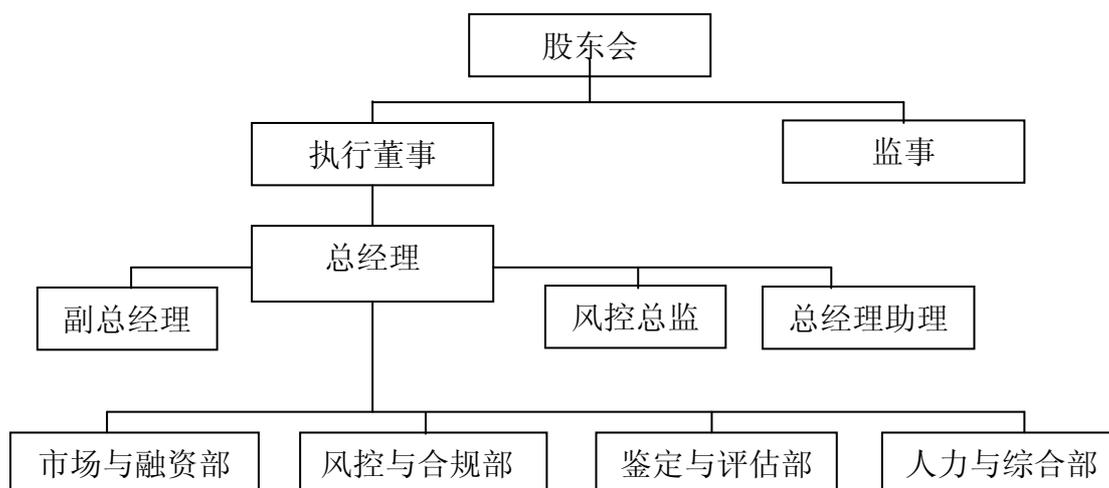 股东会
执行董事
监事
总经理
副总经理
风控总监
总经理助理
市场与融资部
风控与合规部
鉴定与评估部
人力与综合部